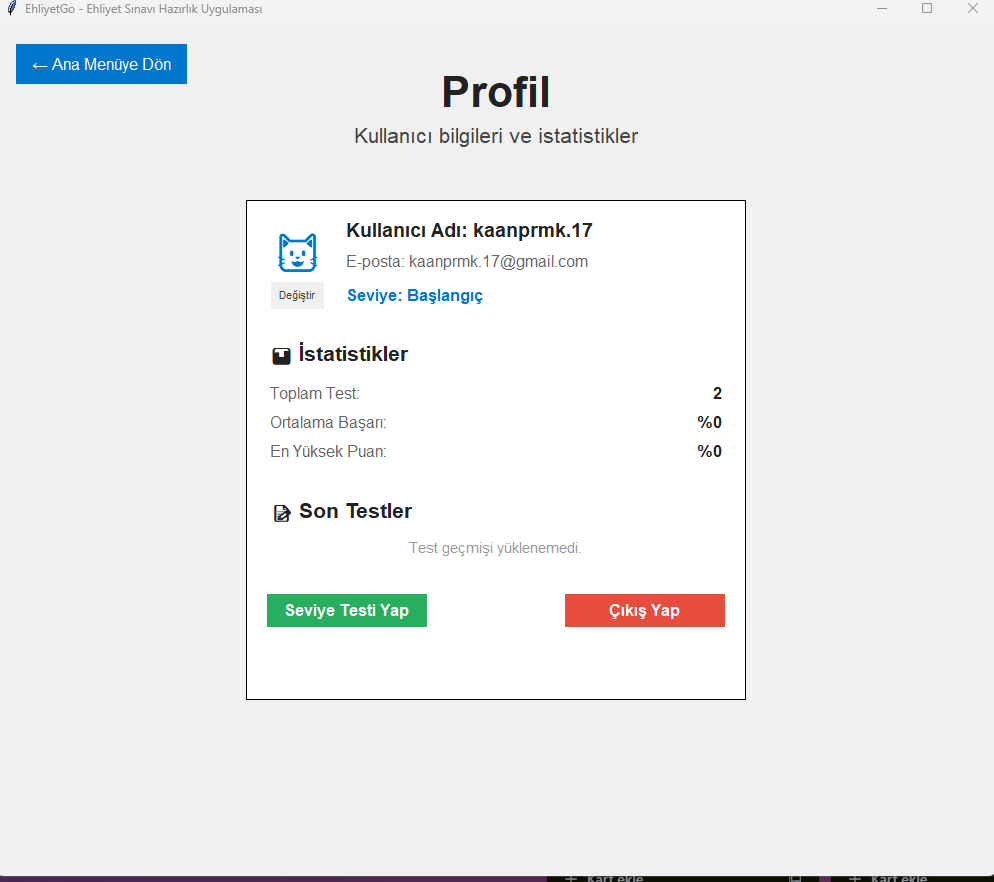 EhliyetGo - Ehliyet Sınavı Hazırlık Uygulaması
← Ana Menüye Dön
Profil
Kullanıcı bilgileri ve istatistikler
Kullanıcı Adı: kaanprmk.17
E-posta: kaanprmk.17@gmail.com
Değiştir
Seviye: Başlangıç
İstatistikler
Toplam Test: 2
Ortalama Başarı: %0
En Yüksek Puan: %0
Son Testler
Test geçmişi yüklenemedi.
Seviye Testi Yap Çıkış Yap
+ Kart ekle + Kart ekle